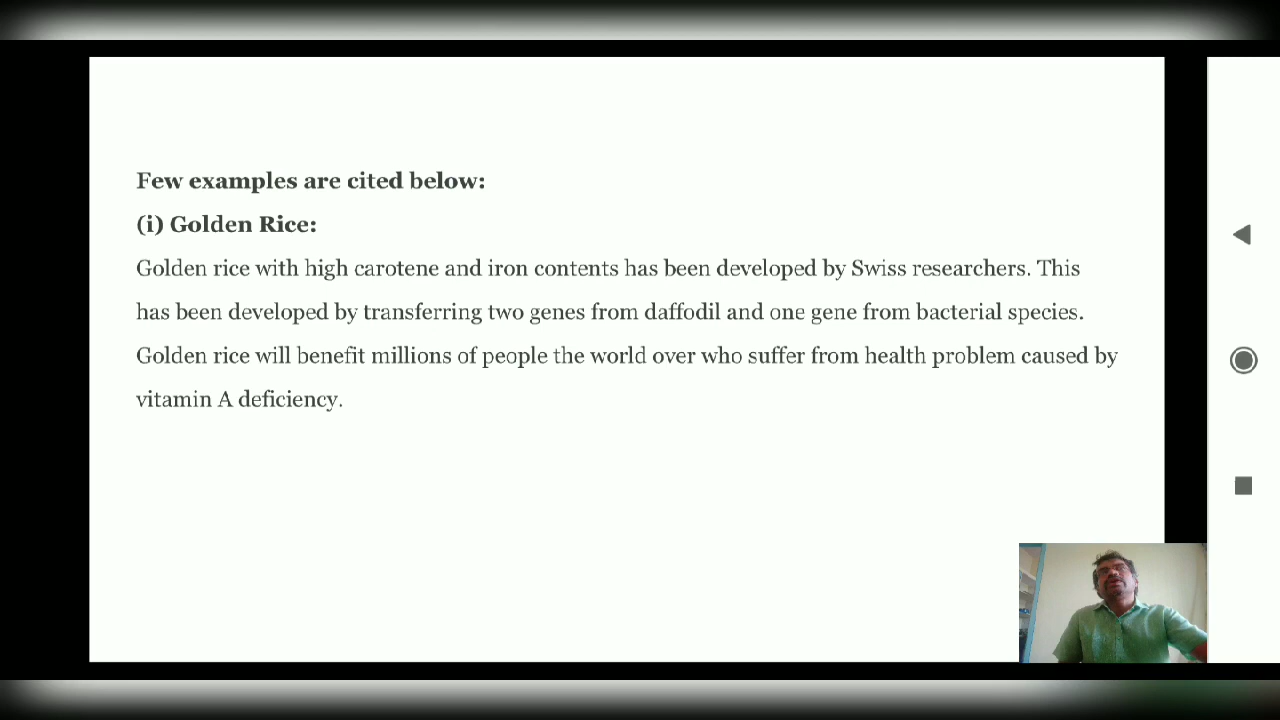 Few examples are cited below:
(i) Golden Rice:
Golden rice with high carotene and iron contents has been developed by Swiss researchers. This
has been developed by transferring two genes from daffodil and one gene from bacterial species.
Golden rice will benefit millions of people the world over who suffer from health problem caused by
vitamin A deficiency.